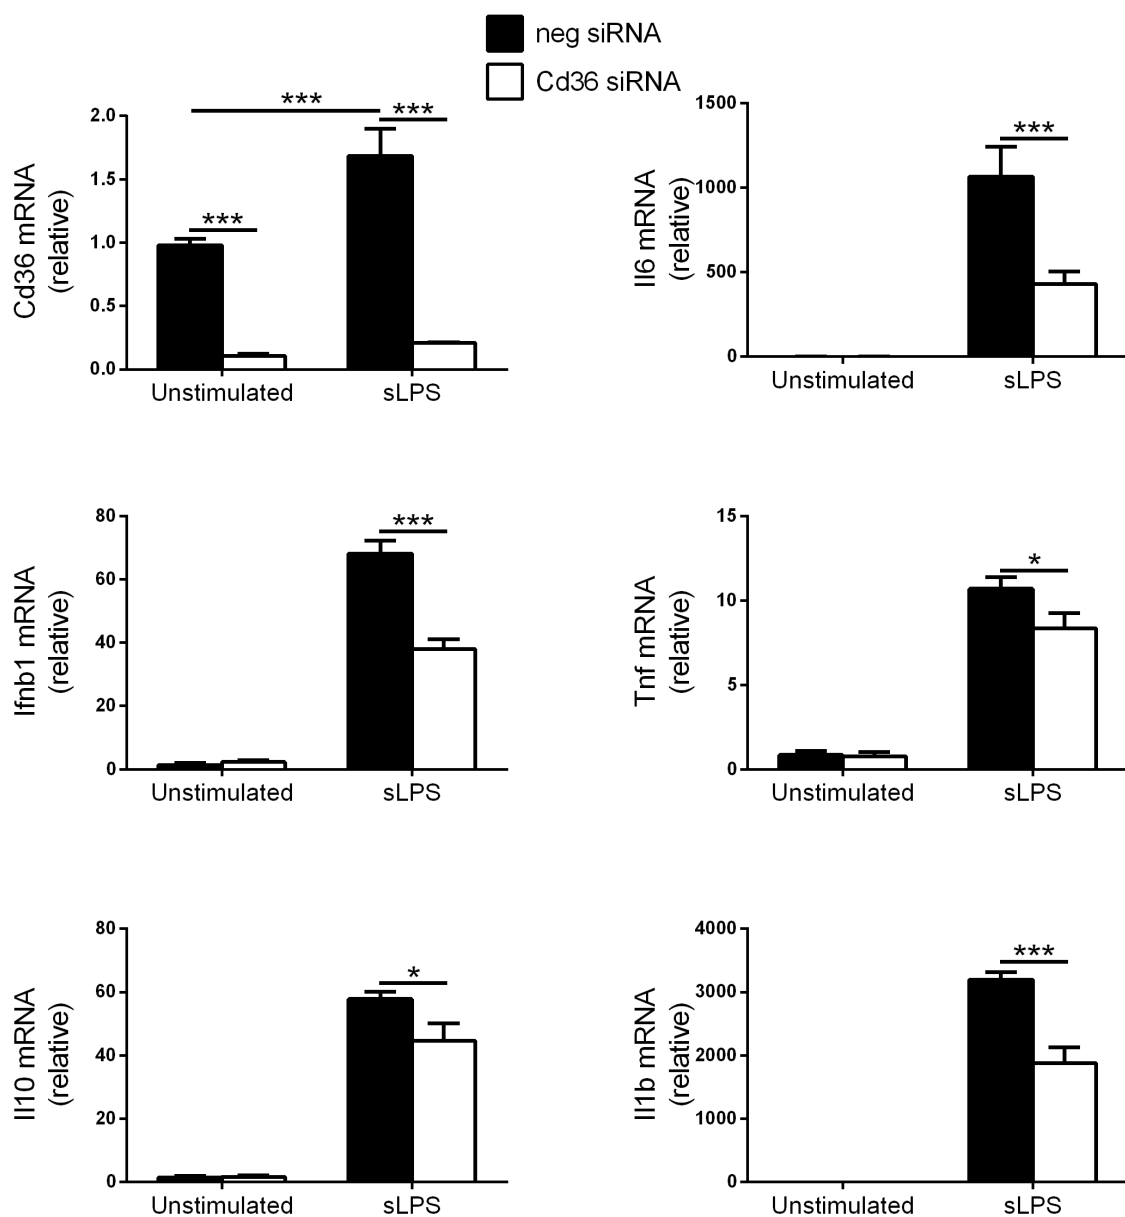 neg siRNA
Cd36 siRNA
Cd36 mRNA
(relative)
2.0
1.5
1.0
0.5
0.0
***
***
***
Unstimulated
sLPS
Il6 mRNA
(relative)
1500
1000
500
0
***
Unstimulated
sLPS
Ifnb1 mRNA
(relative)
80
60
40
20
0
***
Unstimulated
sLPS
Tnf mRNA
(relative)
15
10
5
0
*
Unstimulated
sLPS
Il10 mRNA
(relative)
80
60
40
20
0
*
Unstimulated
sLPS
Il1b mRNA
(relative)
4000
3000
2000
1000
0
***
Unstimulated
sLPS